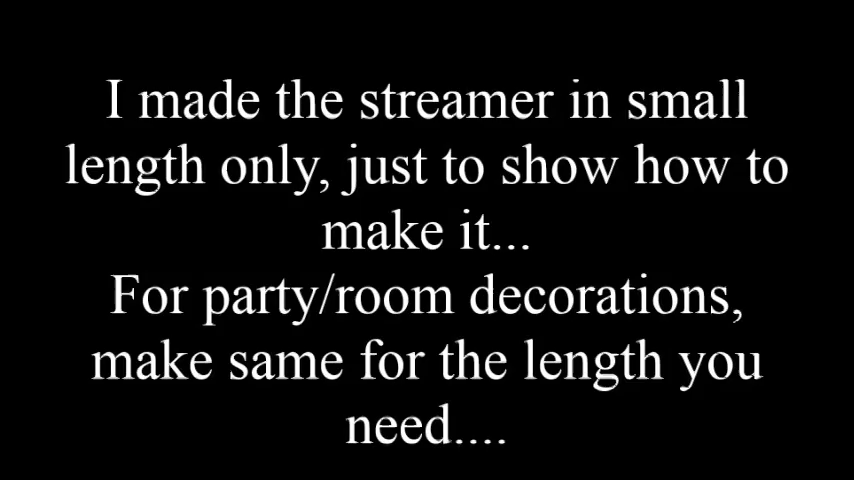 I made the streamer in small
length only, just to show how to
make it...
For party/room decorations,
make same for the length you
need....